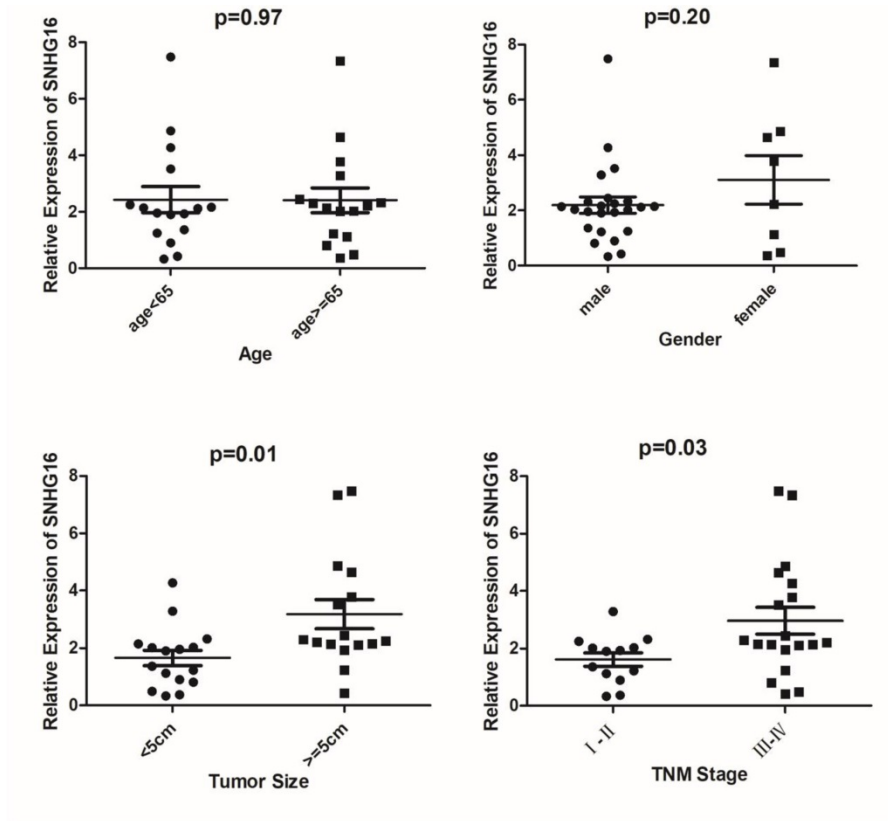 p=0.97
Relative Expression of SNHG16
8
6
4
2
0
age<65
age>=65
Age
p=0.20
Relative Expression of SNHG16
8
6
4
2
0
male
female
Gender
p=0.01
Relative Expression of SNHG16
8
6
4
2
0
<5cm
>=5cm
Tumor Size
p=0.03
Relative Expression of SNHG16
8
6
4
2
0
I - II
III-IV
TNM Stage